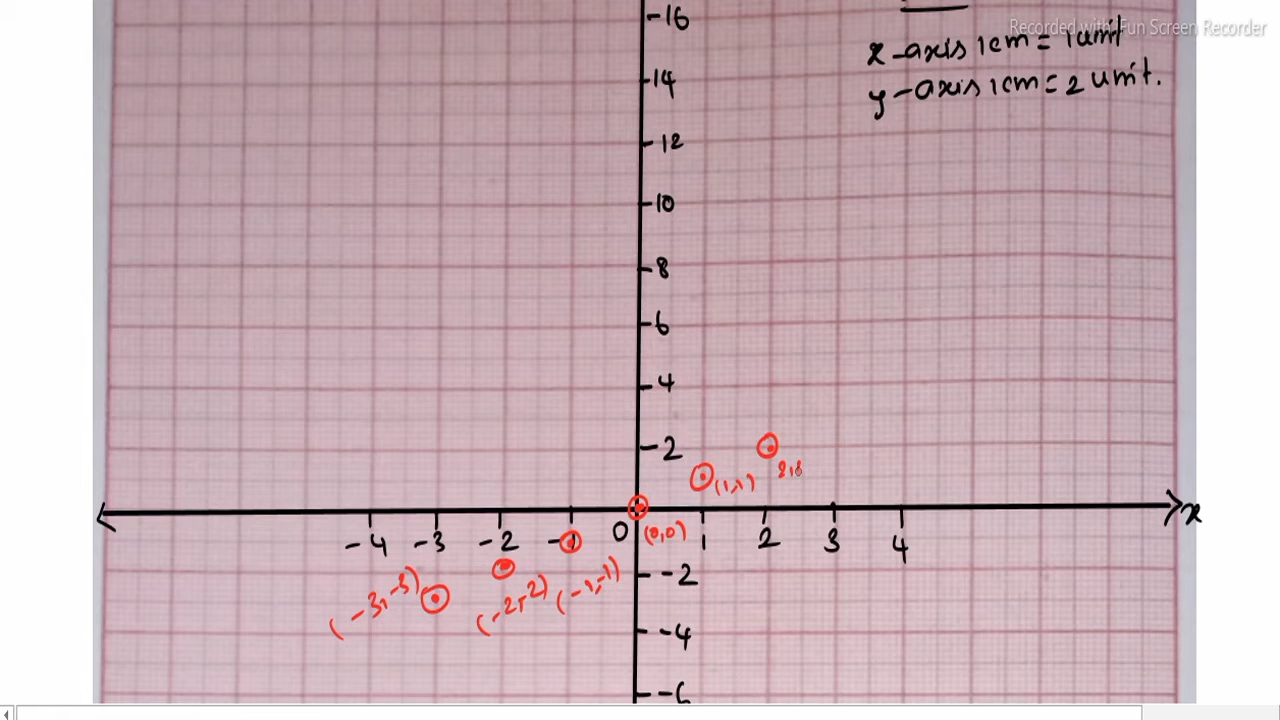 -16
Recorded with Fun Screen Recorder
x-axis 1cm = 1 unit
y-axis 1cm = 2 unit.
14
12
10
8
6
4
2
(1,1)
x
-4 -3 -2 -1 0 (0,0) 1 2 3 4
(-3,-3) (-2,-2) (-1,-1)
-2
-4